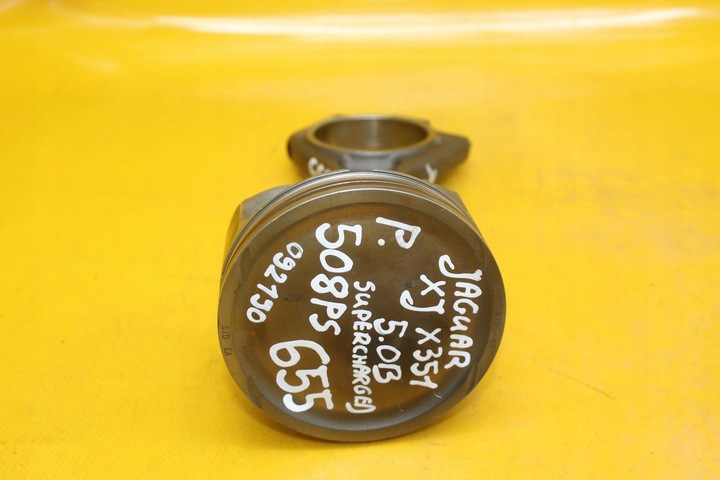 JAGUAR
XJ X351
5.0B
SUPERCHARGED
P.
508PS
655
092130